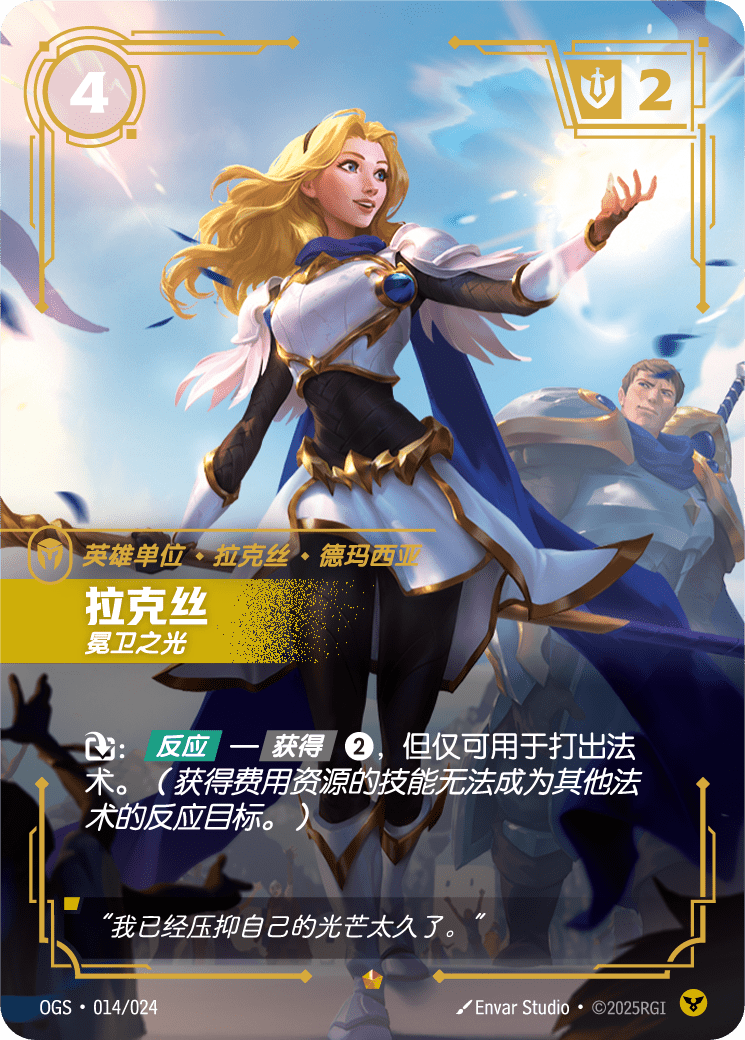 4
2
英雄单位 ◆ 拉克丝 ◆ 德玛西亚
拉克丝
冕卫之光
： 反应 — 获得 2，但仅可用于打出法
术。（获得费用资源的技能无法成为其他法
术的反应目标。）
“我已经压抑自己的光芒太久了。”
OGS • 014/024
Envar Studio • ©2025RGI